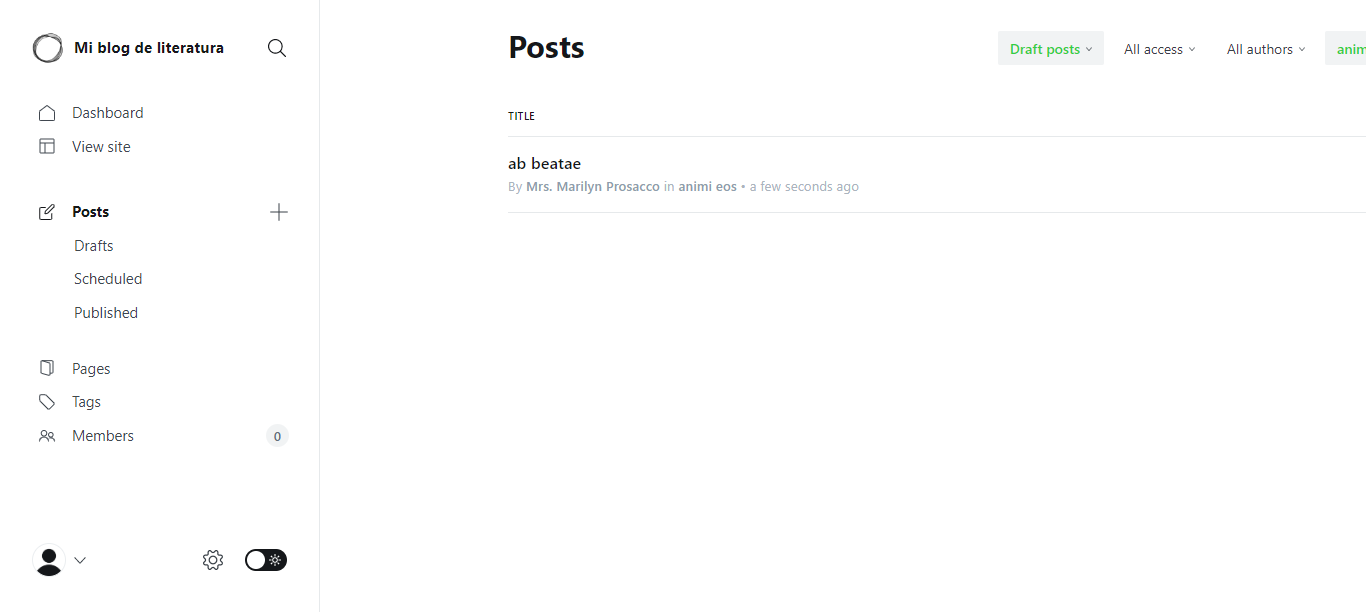 Mi blog de literatura
Dashboard
View site
Posts
Drafts
Scheduled
Published
Pages
Tags
Members 0
Posts
Draft posts All access All authors anim
TITLE
ab beatae
By Mrs. Marilyn Prosacco in animi eos • a few seconds ago